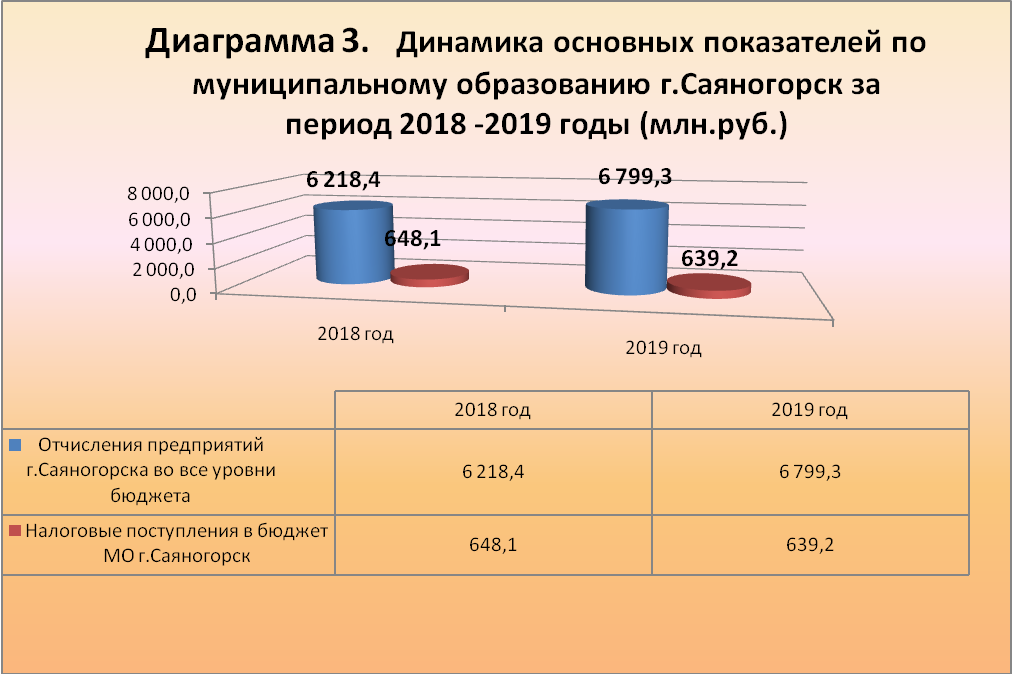 Диаграмма 3. Динамика основных показателей по
муниципальному образованию г.Саяногорск за
период 2018 -2019 годы (млн.руб.)
8 000,0
6 000,0
4 000,0
2 000,0
0,0
6 218,4
648,1
6 799,3
639,2
2018 год
2019 год
2018 год 2019 год
Отчисления предприятий
г.Саяногорска во все уровни
бюджета
6 218,4 6 799,3
Налоговые поступления в бюджет
МО г.Саяногорск
648,1 639,2